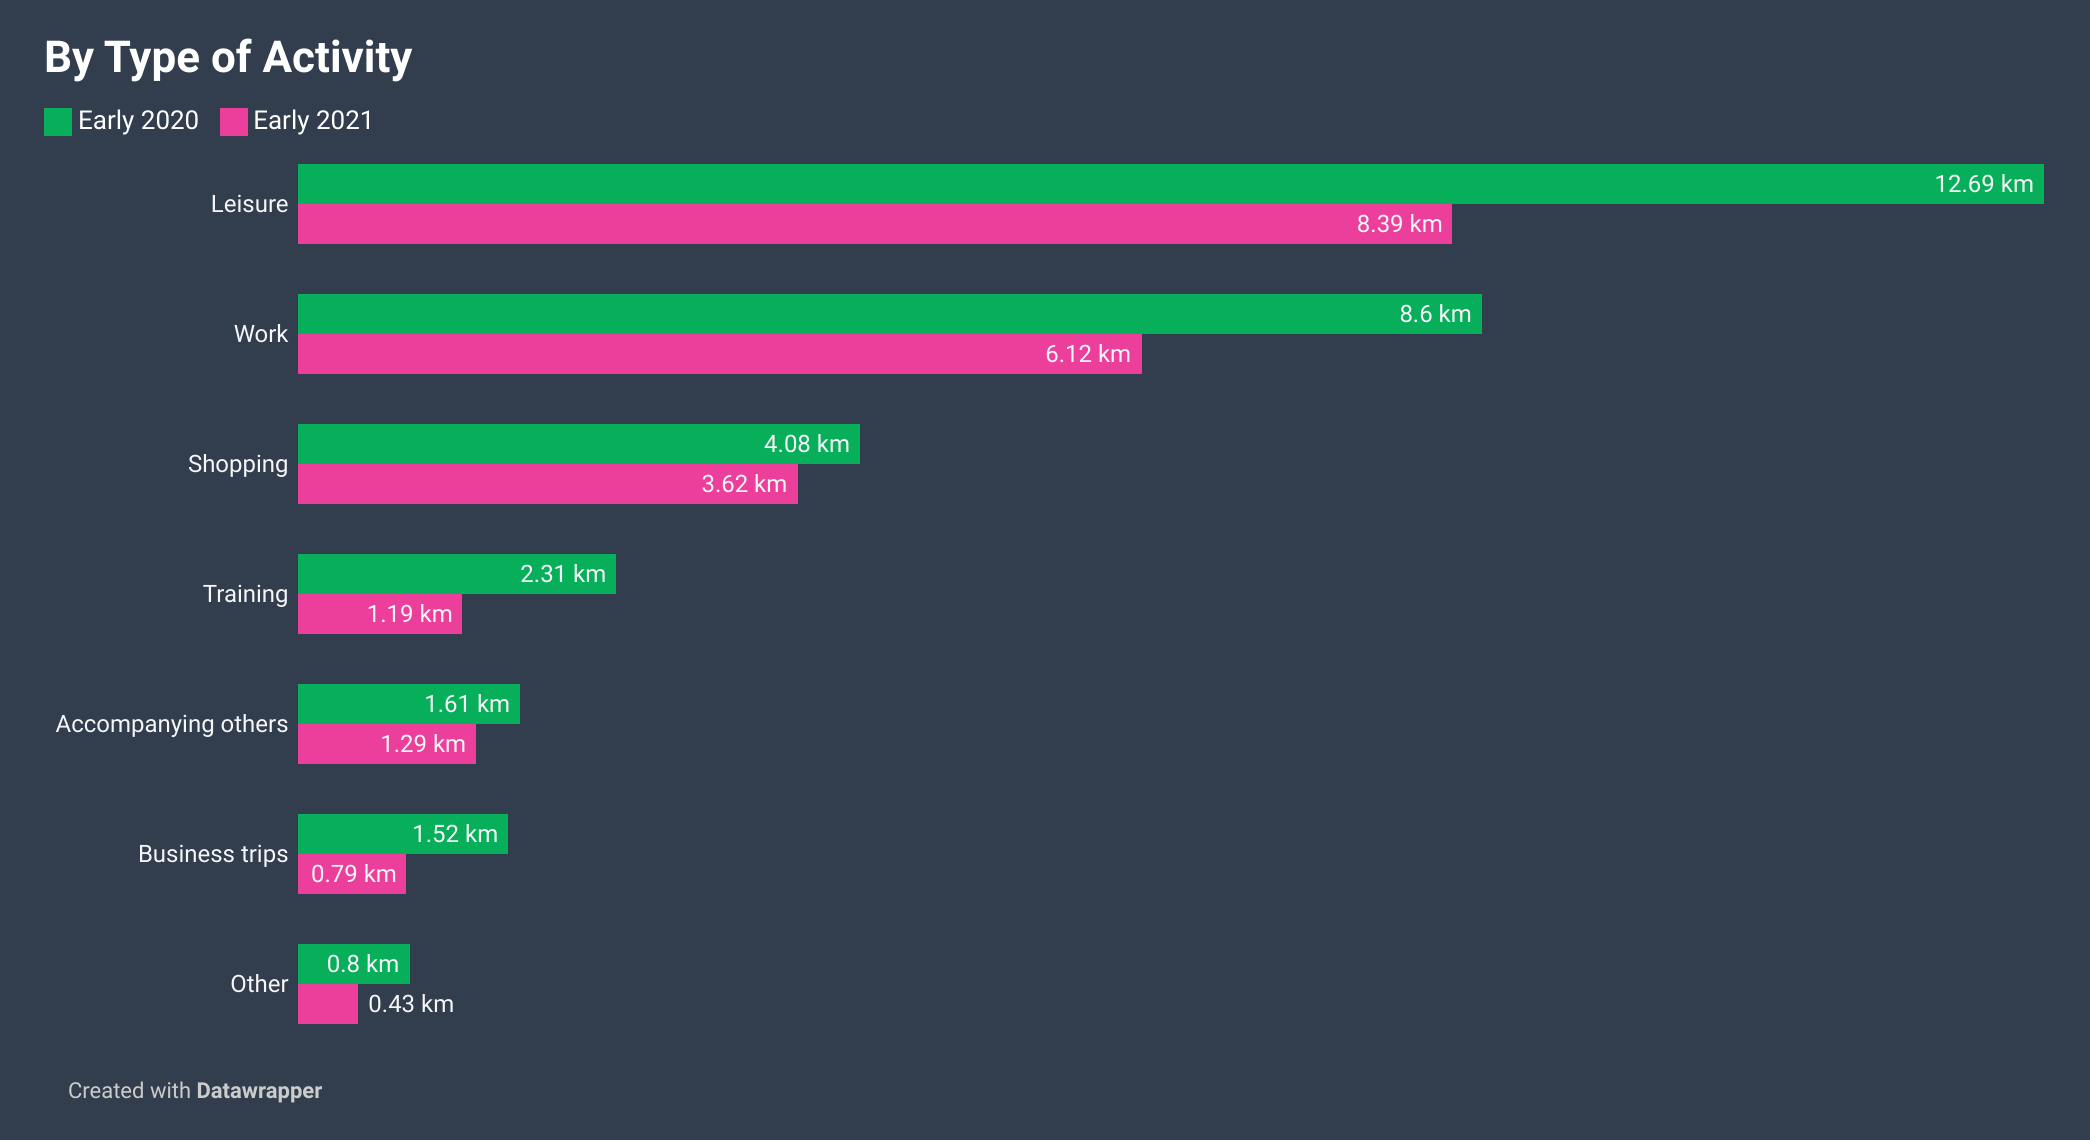 By Type of Activity
Early 2020 Early 2021
Leisure
12.69 km
8.39 km
Work
8.6 km
6.12 km
Shopping
4.08 km
3.62 km
Training
2.31 km
1.19 km
Accompanying others
1.61 km
1.29 km
Business trips
1.52 km
0.79 km
Other
0.8 km
0.43 km
Created with Datawrapper